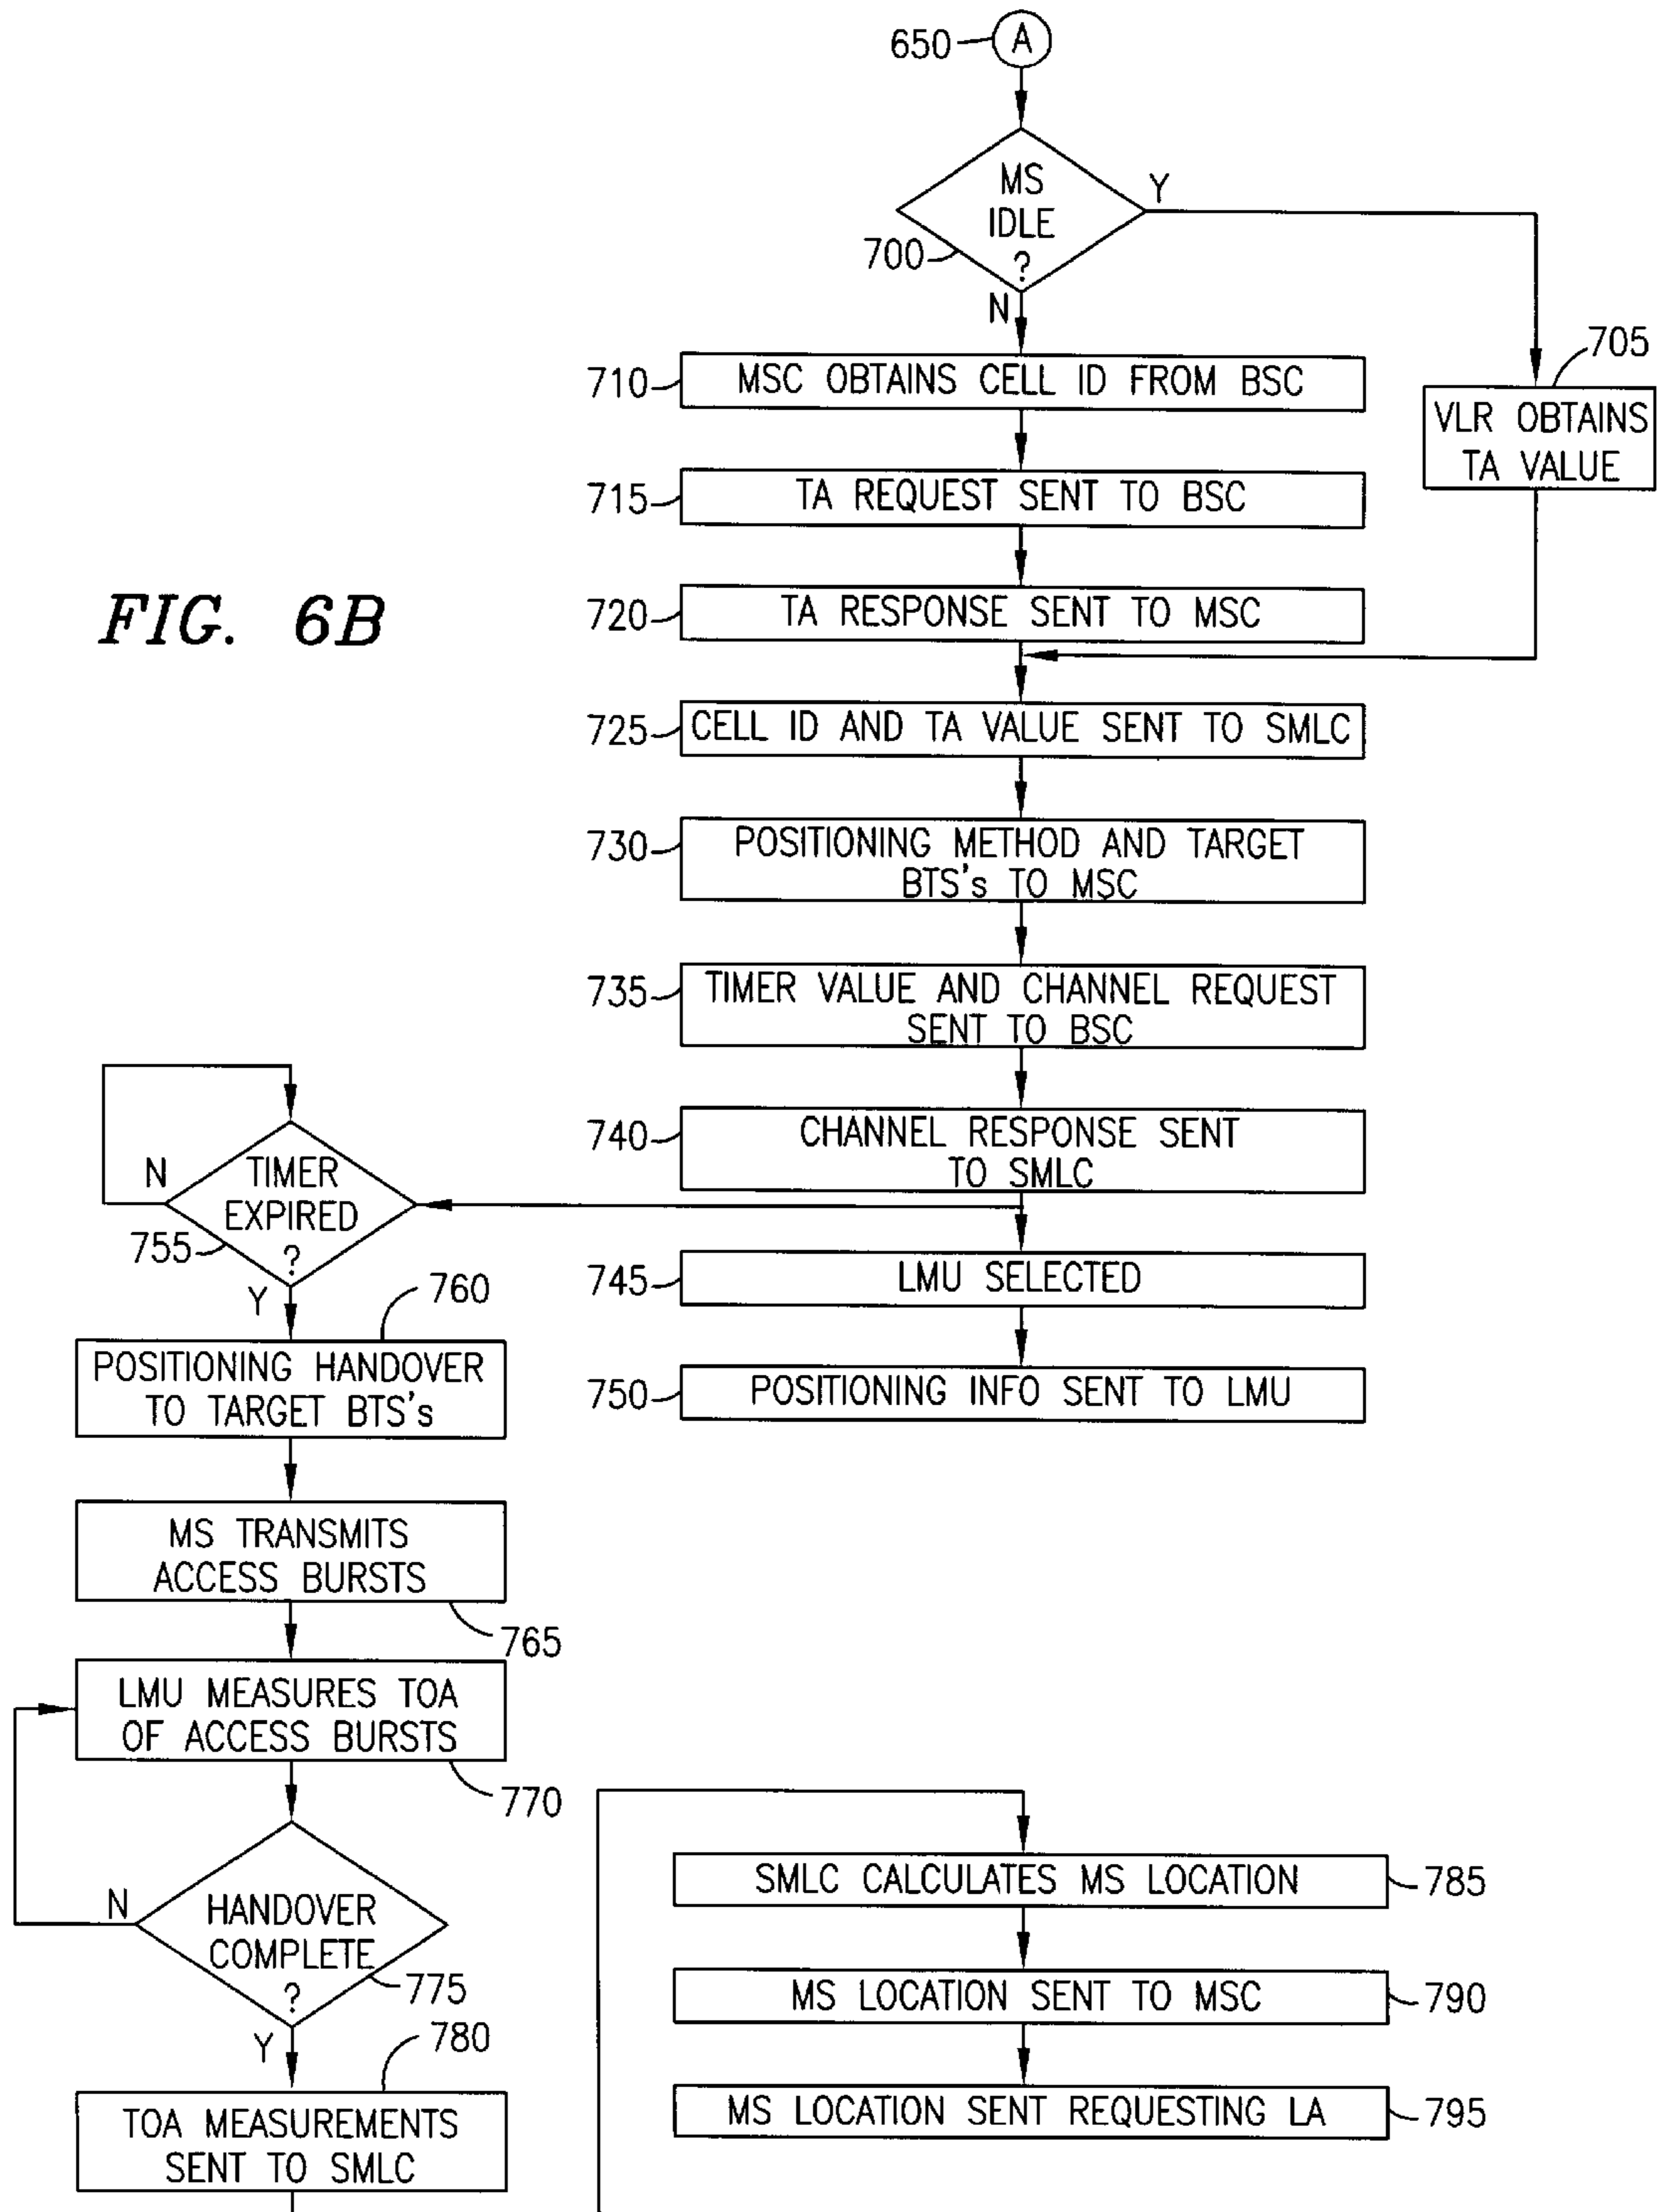 650
A
MS
IDLE
?
700
Y
N
705
VLR OBTAINS
TA VALUE
710
MSC OBTAINS CELL ID FROM BSC
715
TA REQUEST SENT TO BSC
720
TA RESPONSE SENT TO MSC
FIG. 6B
725
CELL ID AND TA VALUE SENT TO SMLC
730
POSITIONING METHOD AND TARGET
BTS's TO MSC
735
TIMER VALUE AND CHANNEL REQUEST
SENT TO BSC
740
CHANNEL RESPONSE SENT
TO SMLC
745
LMU SELECTED
750
POSITIONING INFO SENT TO LMU
N
TIMER
EXPIRED
?
755
Y
760
POSITIONING HANDOVER
TO TARGET BTS's
MS TRANSMITS
ACCESS BURSTS
765
LMU MEASURES TOA
OF ACCESS BURSTS
770
N
HANDOVER
COMPLETE
?
775
Y
780
TOA MEASUREMENTS
SENT TO SMLC
SMLC CALCULATES MS LOCATION
785
MS LOCATION SENT TO MSC
790
MS LOCATION SENT REQUESTING LA
795